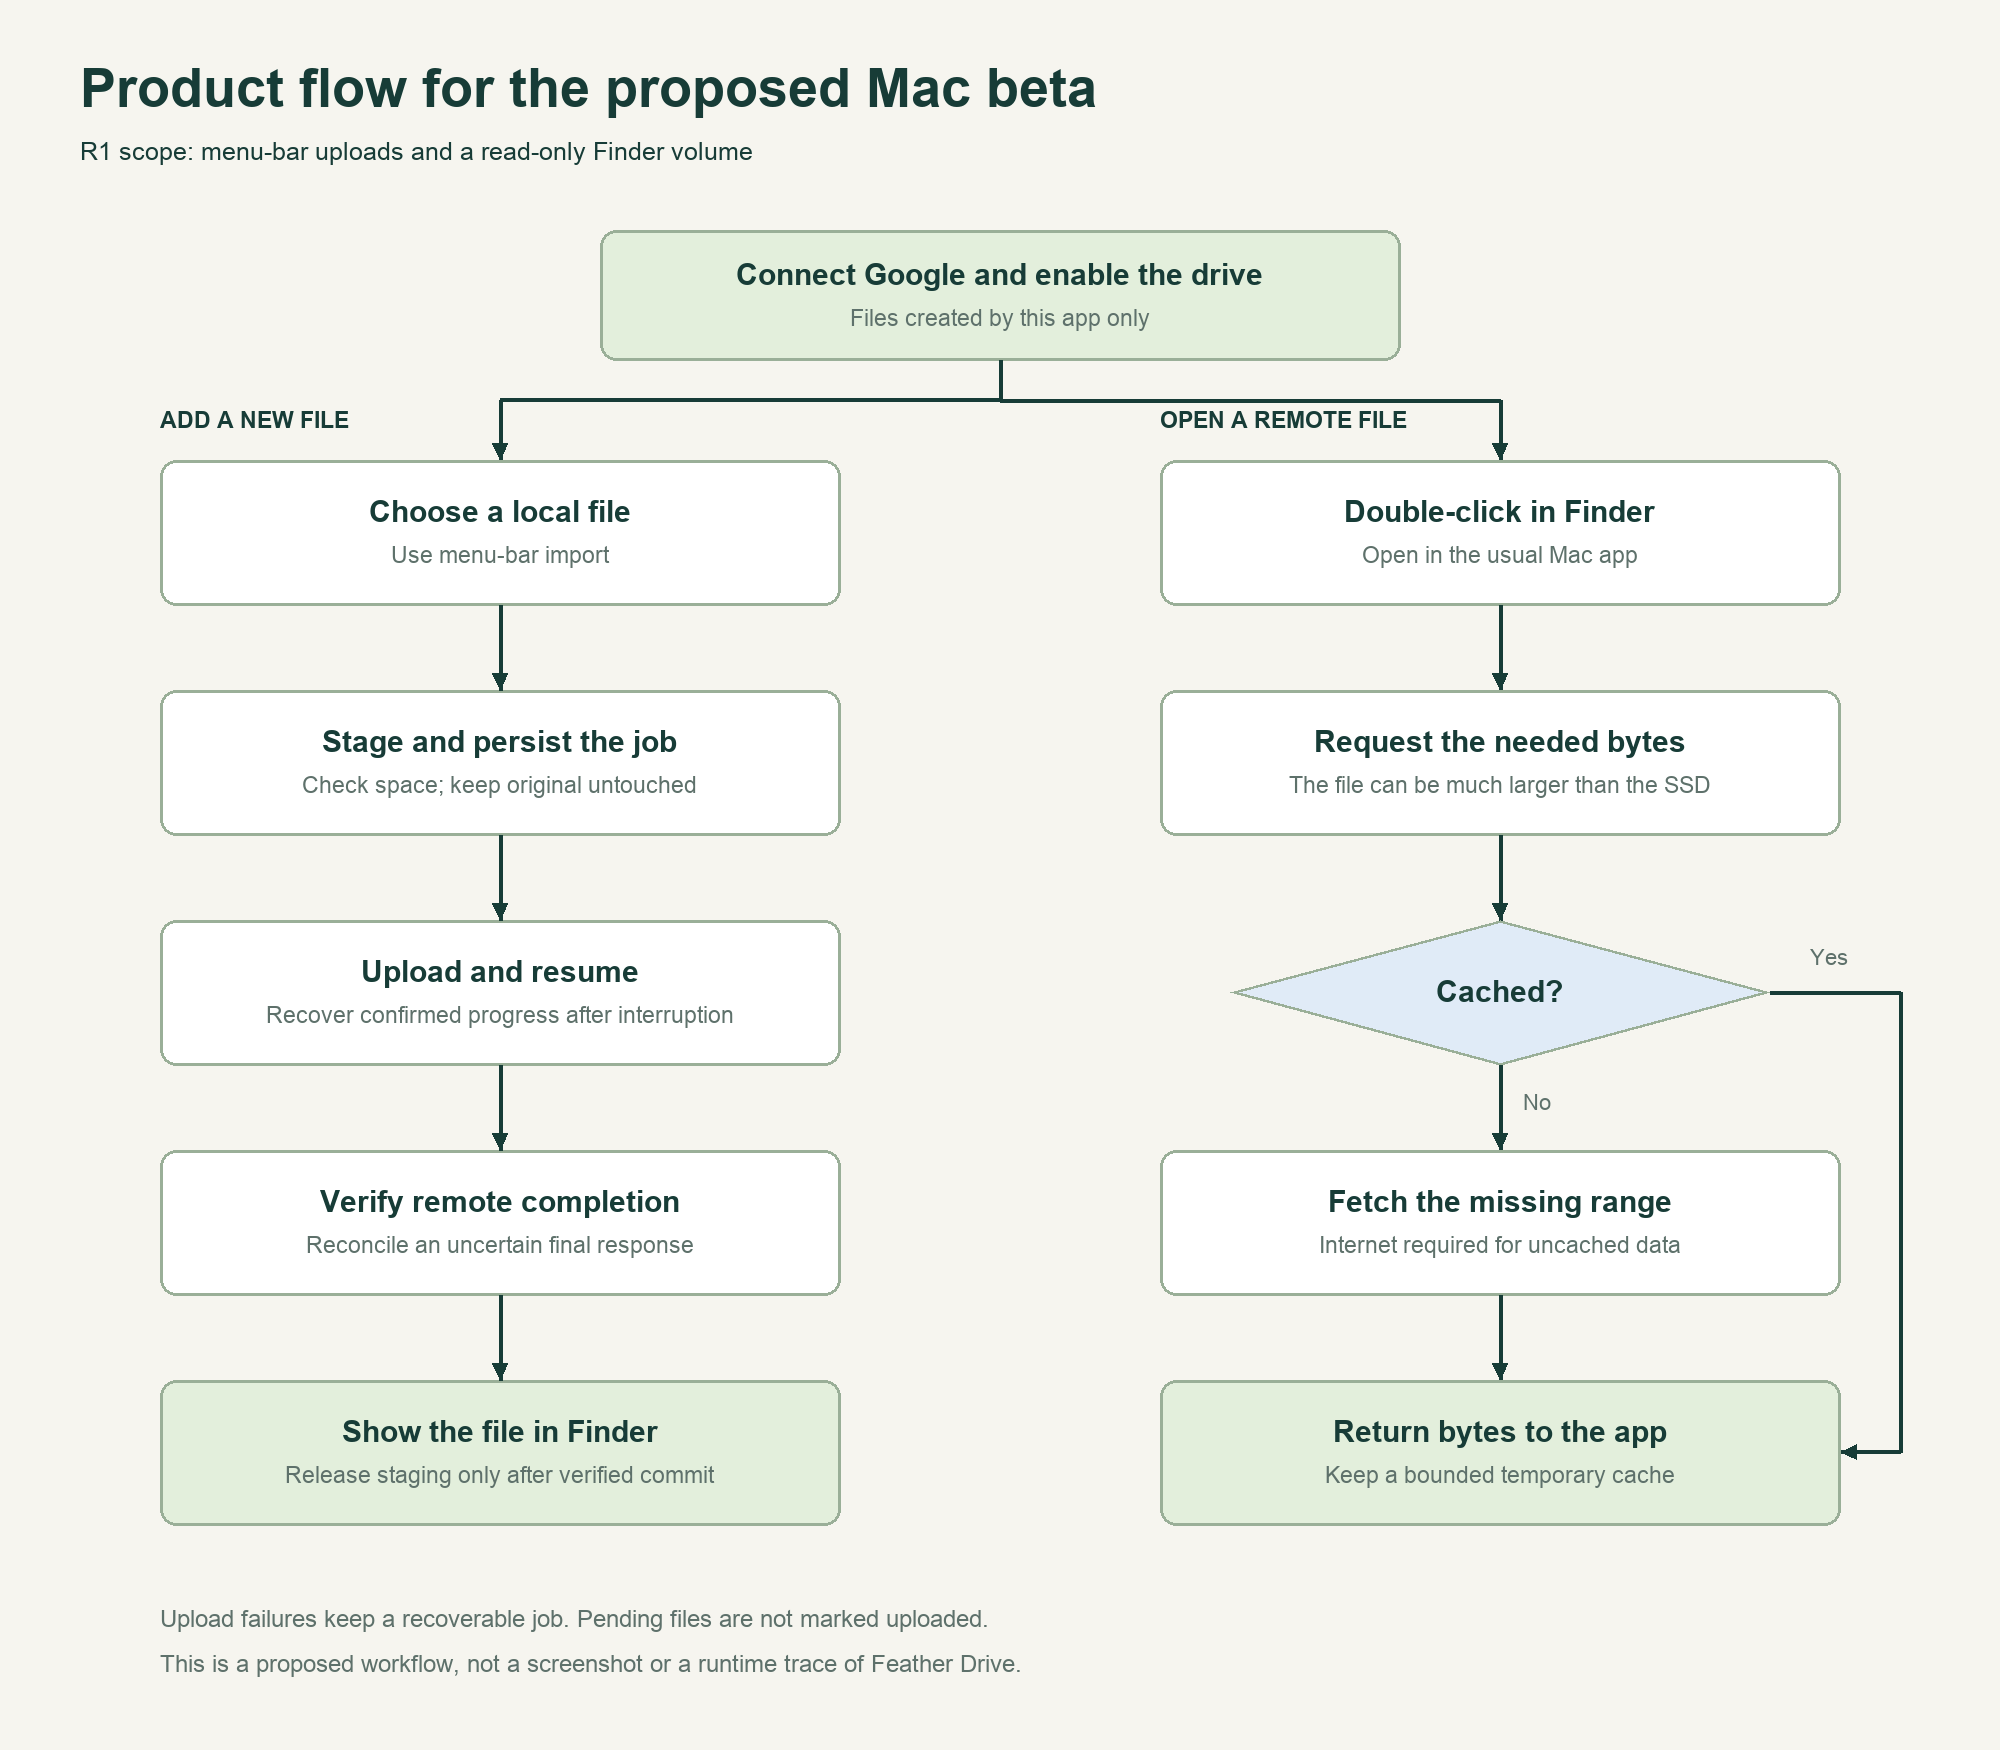 Product flow for the proposed Mac beta
R1 scope: menu-bar uploads and a read-only Finder volume
Connect Google and enable the drive
Files created by this app only
ADD A NEW FILE
Choose a local file
Use menu-bar import
Stage and persist the job
Check space; keep original untouched
Upload and resume
Recover confirmed progress after interruption
Verify remote completion
Reconcile an uncertain final response
Show the file in Finder
Release staging only after verified commit
OPEN A REMOTE FILE
Double-click in Finder
Open in the usual Mac app
Request the needed bytes
The file can be much larger than the SSD
Cached?
Yes
No
Fetch the missing range
Internet required for uncached data
Return bytes to the app
Keep a bounded temporary cache
Upload failures keep a recoverable job. Pending files are not marked uploaded.
This is a proposed workflow, not a screenshot or a runtime trace of Feather Drive.